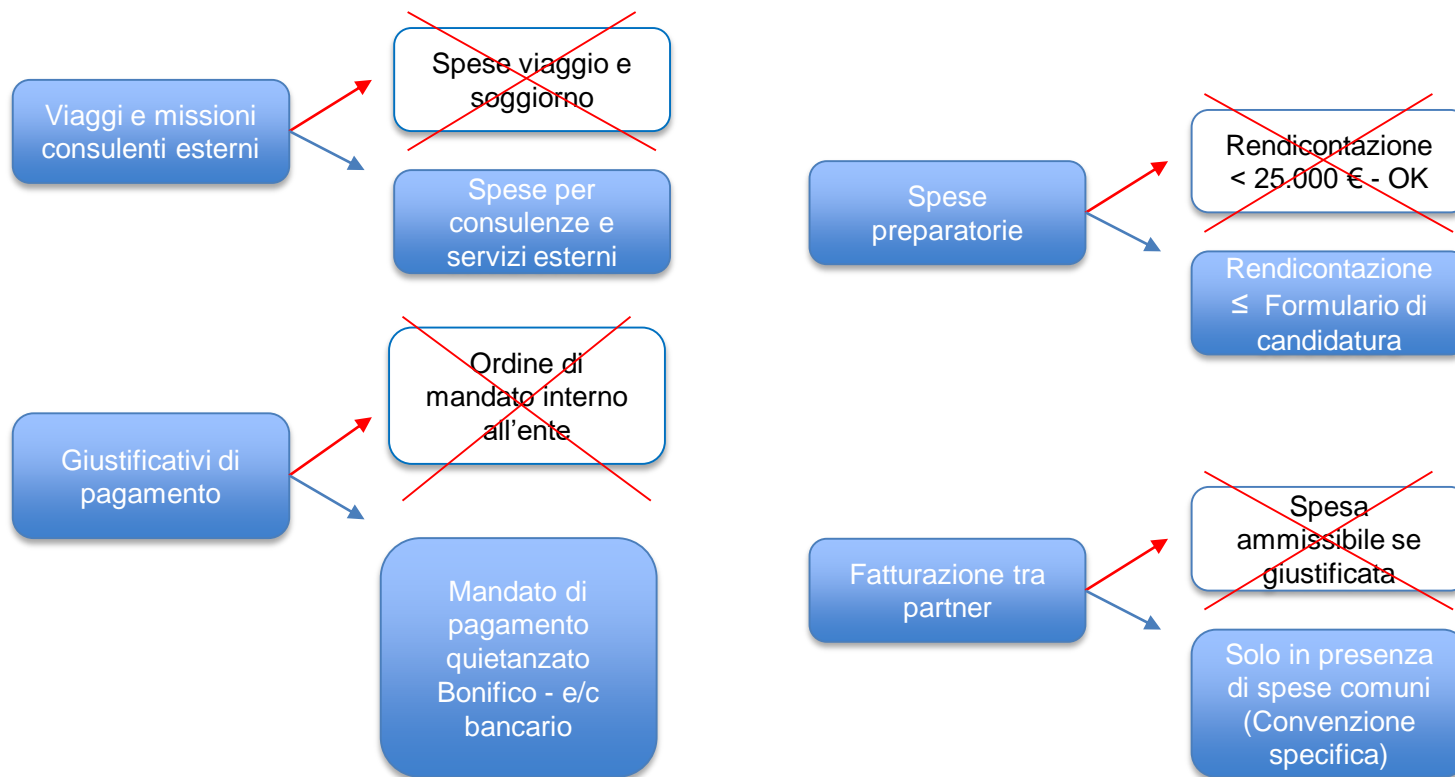 Viaggi e missioni
consulenti esterni
Spese viaggio e
soggiorno
Spese per
consulenze e
servizi esterni
Giustificativi di
pagamento
Ordine di
mandato interno
all’ente
Mandato di
pagamento
quietanzato
Bonifico - e/c
bancario
Spese
preparatorie
Rendicontazione
< 25.000 € - OK
Rendicontazione
≤ Formulario di
candidatura
Fatturazione tra
partner
Spesa
ammissibile se
giustificata
Solo in presenza
di spese comuni
(Convenzione
specifica)